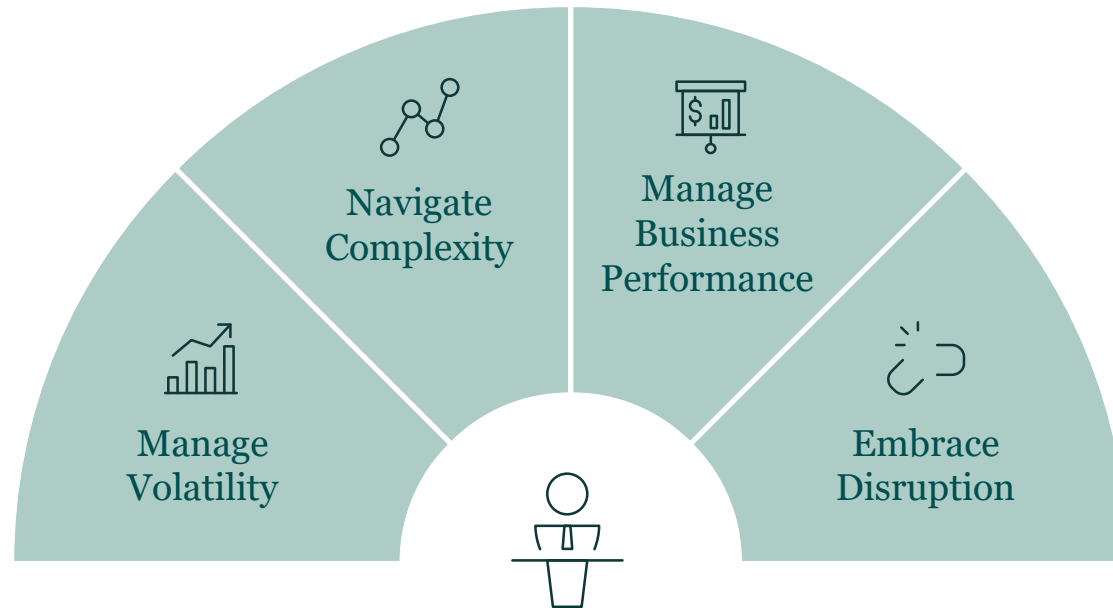 Manage
Volatility
Navigate
Complexity
$
Manage
Business
Performance
Embrace
Disruption